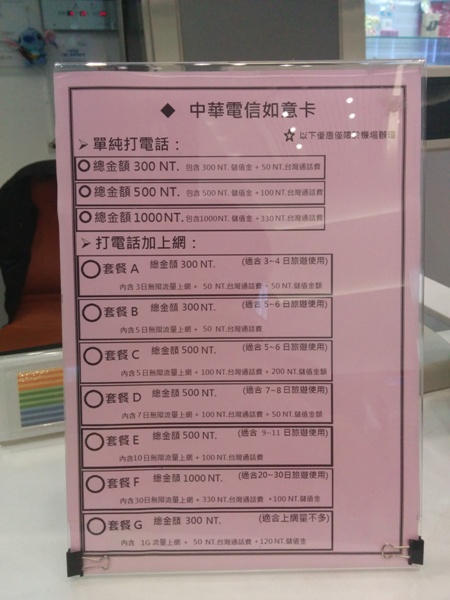 ◆ 中華電信如意卡
☆ 以下優惠僅限於機場辦理
➢單純打電話：
○總金額 300 NT. 包含 300 NT. 儲值金 + 50 NT.台灣通話費
○總金額 500 NT. 包含 500 NT. 儲值金 +100 NT.台灣通話費
○總金額 1000 NT. 包含1000 NT. 儲值金 +330 NT.台灣通話費
➢打電話加上網：
○套餐 A 總金額 300 NT. (適合 3~4 日旅遊使用)
內含 3日無限流量上網 + 50 NT.台灣通話費 + 50 NT.儲值金額
○套餐 B 總金額 300 NT. (適合 5~6 日旅遊使用)
內含 5日無限流量上網 + 50 NT.台灣通話費
○套餐 C 總金額 500 NT. (適合 5~6 日旅遊使用)
內含 5日無限流量上網 + 100 NT.台灣通話費 + 200 NT.儲值金額
○套餐 D 總金額 500 NT. (適合 7~8 日旅遊使用)
內含 7日無限流量上網 + 100 NT.台灣通話費 + 50 NT.儲值金額
○套餐 E 總金額 500 NT. (適合 9~11 日旅遊使用)
內含10日無限流量上網 + 100 NT.台灣通話費
○套餐 F 總金額 1000 NT. (適合20~30日旅遊使用)
內含30日無限流量上網 + 330 NT.台灣通話費 +100 NT.儲值金
○套餐 G 總金額 300 NT. (適合上網量不多)
內含 1G 流量上網 + 50 NT.台灣通話費 +120 NT.儲值金